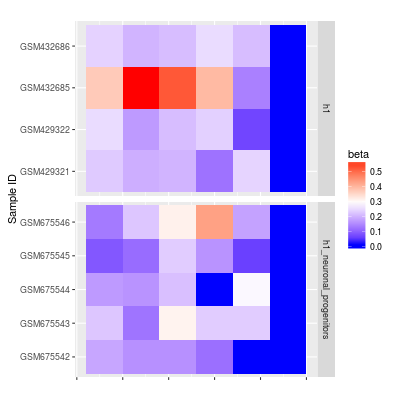 Sample ID
GSM432686
GSM432685
GSM429322
GSM429321
h1
GSM675546
GSM675545
GSM675544
GSM675543
GSM675542
h1_neuronal_progenitors
beta
0.5
0.4
0.3
0.2
0.1
0.0